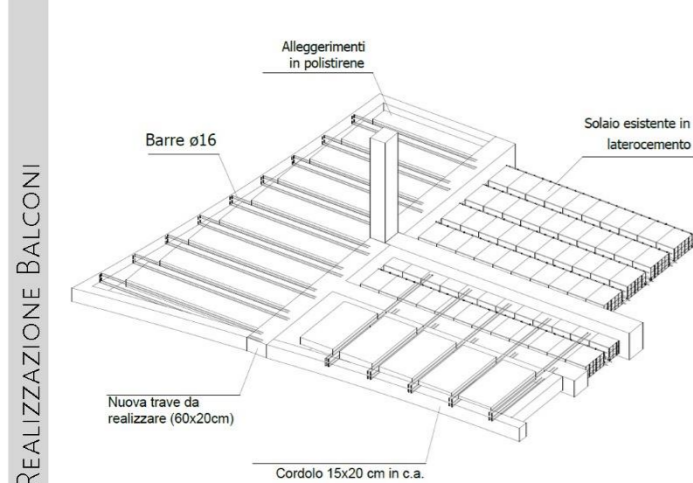 REALIZZAZIONE BALCONI
Alleggerimenti
in polistirene
Barre ø16
Solaio esistente in
laterocemento
Nuova trave da
realizzare (60x20cm)
Cordolo 15x20 cm in c.a.